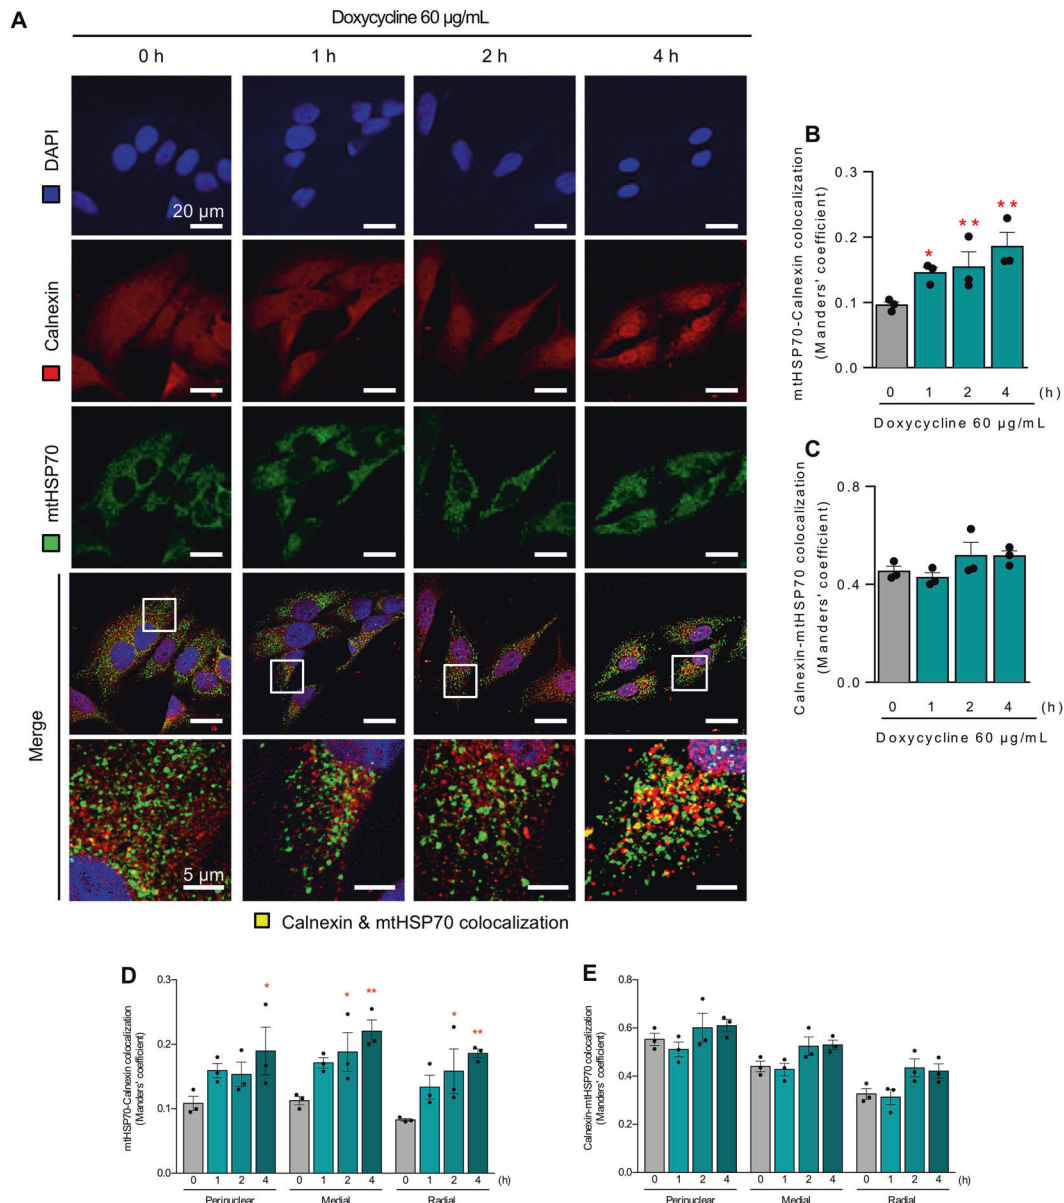 A
Doxycycline 60 µg/mL
0 h 1 h 2 h 4 h
DAPI
20 µm
Calnexin
mtHSP70
Merge
5 µm
Calnexin & mtHSP70 colocalization
B
mtHSP70-Calnexin colocalization
(Manders' coefficient)
0.3
0.2
0.1
0.0
*
**
**
0 1 2 4 (h)
Doxycycline 60 µg/mL
C
Calnexin-mtHSP70 colocalization
(Manders' coefficient)
0.8
0.4
0.0
0 1 2 4 (h)
Doxycycline 60 µg/mL
D
mtHSP70-Calnexin colocalization
(Manders' coefficient)
0.3
0.2
0.1
0.0
* * ** * **
0 1 2 4 0 1 2 4 0 1 2 4 (h)
Perinuclear Medial Radial
E
Calnexin-mtHSP70 colocalization
(Manders' coefficient)
0.8
0.6
0.4
0.2
0.0
0 1 2 4 0 1 2 4 0 1 2 4 (h)
Perinuclear Medial Radial